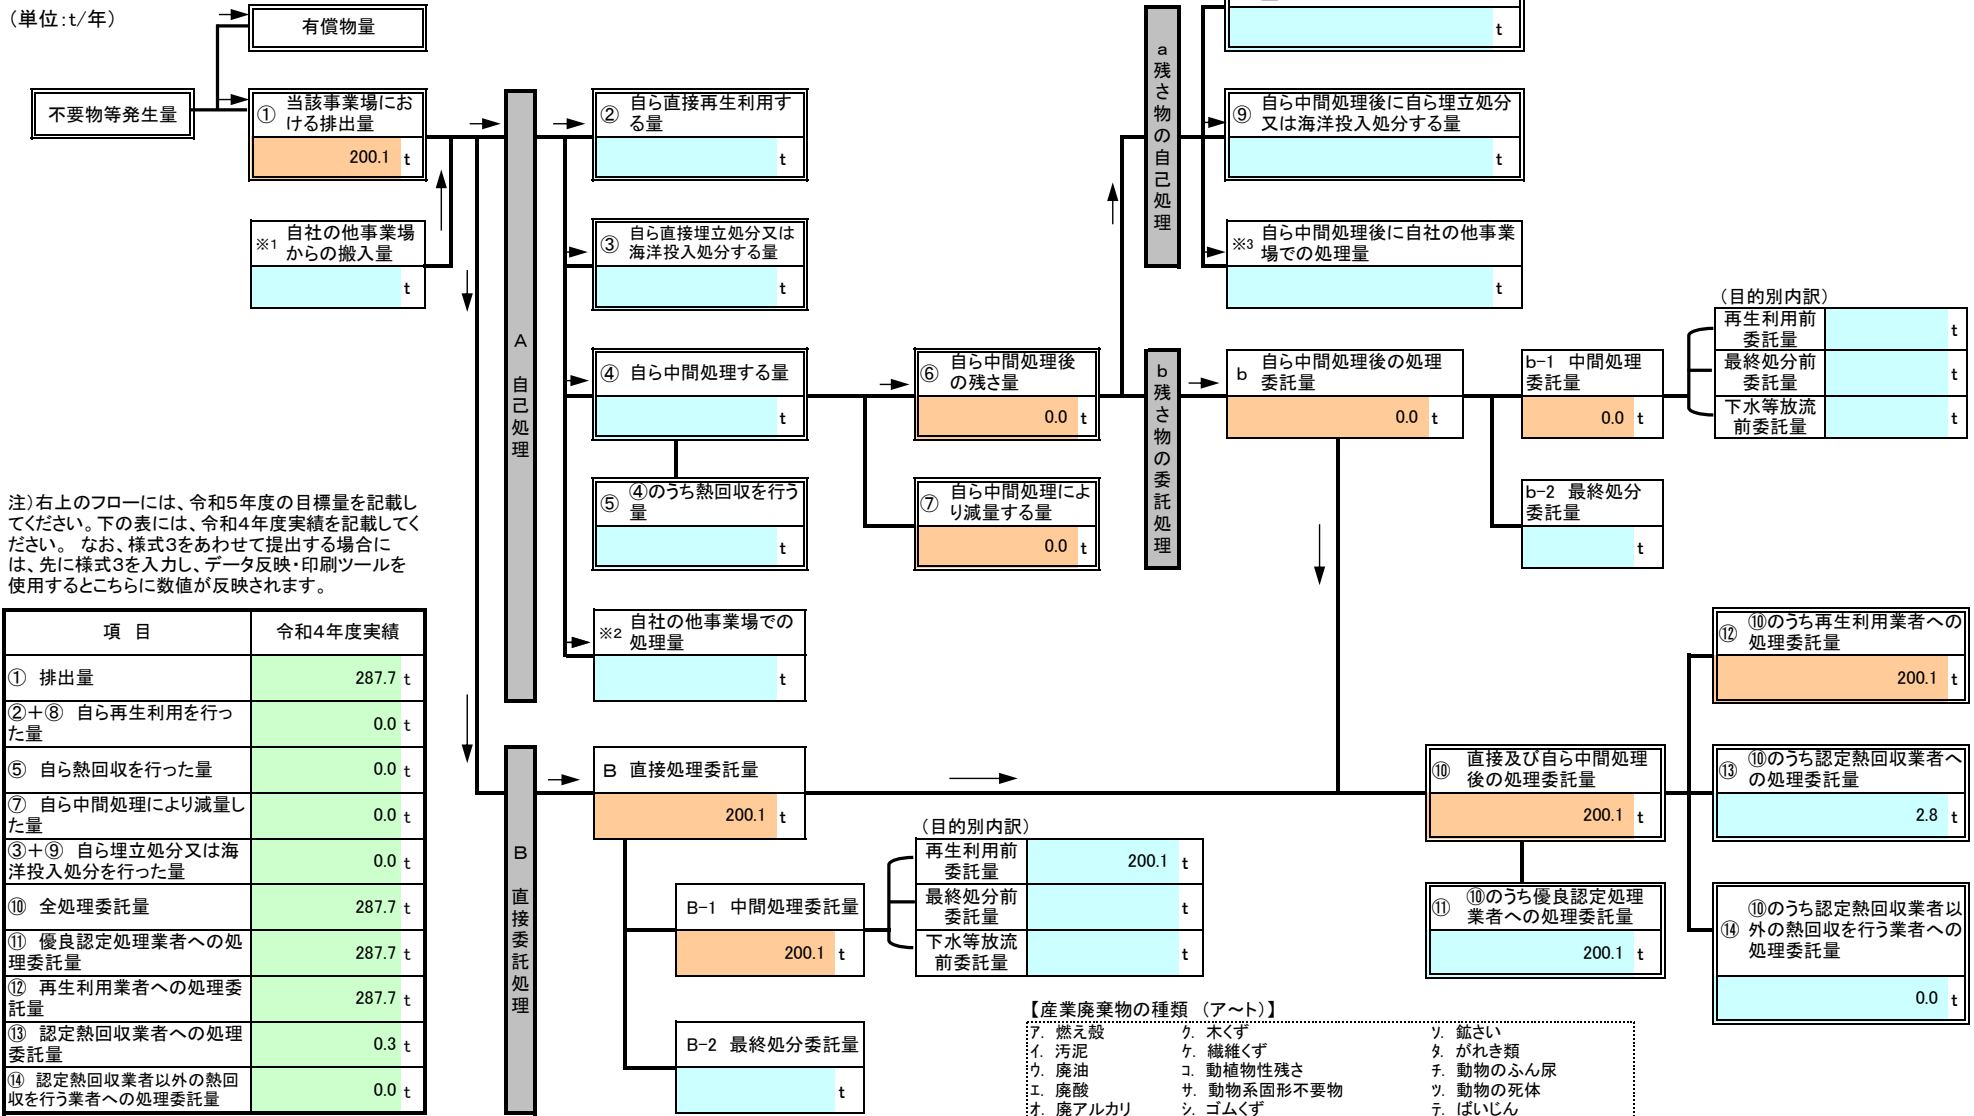 (単位:t/年)
有償物量
不要物等発生量
① 当該事業場にお
ける排出量
200.1 t
※1 自社の他事業場
からの搬入量
t
A 自己処理
② 自ら直接再生利用す
る量
t
③ 自ら直接埋立処分又は
海洋投入処分する量
t
④ 自ら中間処理する量
t
⑤ ④のうち熱回収を行う
量
t
※2 自社の他事業場での
処理量
t
⑥ 自ら中間処理後
の残さ量
0.0 t
⑦ 自ら中間処理によ
り減量する量
0.0 t
a 残さ物の自己処理
t
⑨ 自ら中間処理後に自ら埋立処分
又は海洋投入処分する量
t
※3 自ら中間処理後に自社の他事業
場での処理量
t
b 残さ物の委託処理
b 自ら中間処理後の処理
委託量
0.0 t
b-1 中間処理
委託量
0.0 t
b-2 最終処分
委託量
t
(目的別内訳)
再生利用前
委託量
t
最終処分前
委託量
t
下水等放流
前委託量
t
注)右上のフローには、令和5年度の目標量を記載し
てください。下の表には、令和4年度実績を記載してく
ださい。 なお、様式3をあわせて提出する場合に
は、先に様式3を入力し、データ反映・印刷ツールを
使用するとこちらに数値が反映されます。
項 目 令和4年度実績
① 排出量 287.7 t
②+⑧ 自ら再生利用を行っ
た量 0.0 t
⑤ 自ら熱回収を行った量 0.0 t
⑦ 自ら中間処理により減量し
た量 0.0 t
③+⑨ 自ら埋立処分又は海
洋投入処分を行った量 0.0 t
⑩ 全処理委託量 287.7 t
⑪ 優良認定処理業者への処
理委託量 287.7 t
⑫ 再生利用業者への処理委
託量 287.7 t
⑬ 認定熱回収業者への処理
委託量 0.3 t
⑭ 認定熱回収業者以外の熱回
収を行う業者への処理委託量 0.0 t
B 直接委託処理
B 直接処理委託量
200.1 t
B-1 中間処理委託量
200.1 t
B-2 最終処分委託量
t
(目的別内訳)
再生利用前
委託量
200.1 t
最終処分前
委託量
t
下水等放流
前委託量
t
⑩ 直接及び自ら中間処理
後の処理委託量
200.1 t
⑪ ⑩のうち優良認定処理
業者への処理委託量
200.1 t
⑫ ⑩のうち再生利用業者への
処理委託量
200.1 t
⑬ ⑩のうち認定熱回収業者へ
の処理委託量
2.8 t
⑭ ⑩のうち認定熱回収業者以
外の熱回収を行う業者への
処理委託量
0.0 t
【産業廃棄物の種類 (ア~ト)】
ア. 燃え殻 ク. 木くず ソ. 鉱さい
イ. 汚泥 ケ. 繊維くず タ. がれき類
ウ. 廃油 コ. 動植物性残さ チ. 動物のふん尿
エ. 廃酸 サ. 動物系固形不要物 ツ. 動物の死体
オ. 廃アルカリ シ. ゴムくず テ. ばいじん